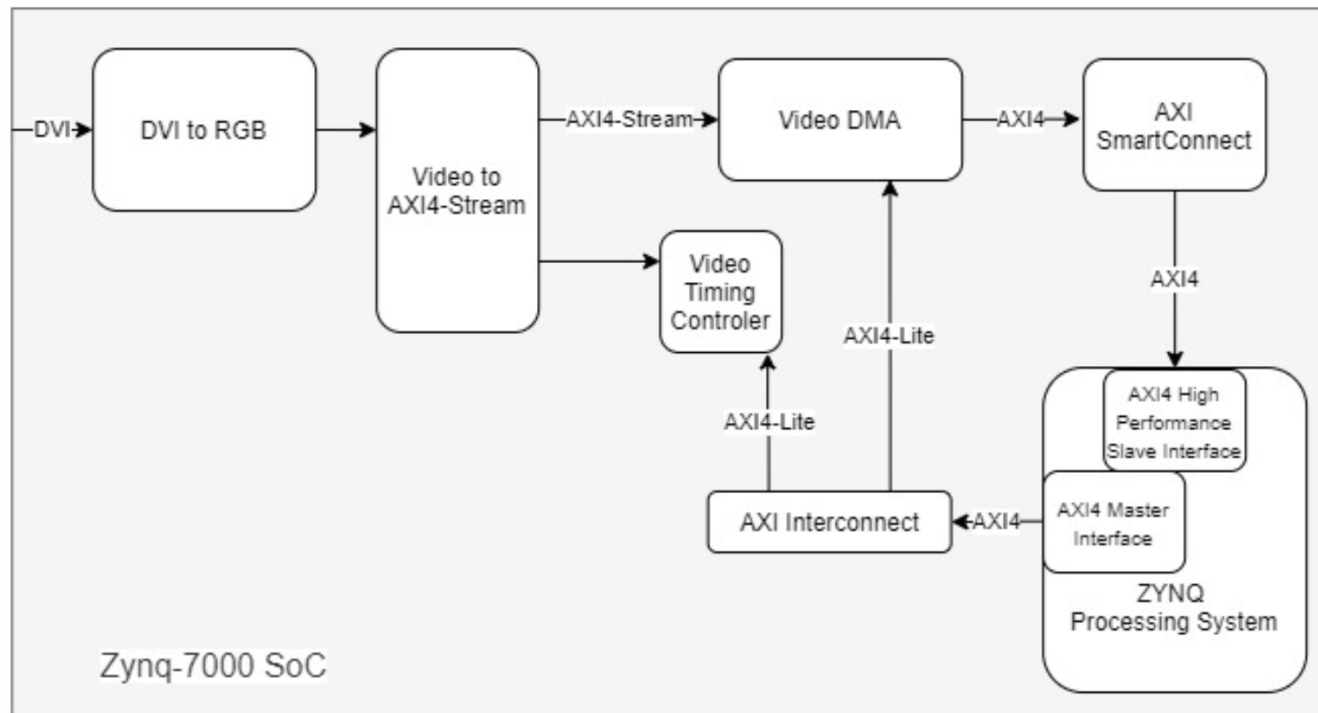 DVI
DVI to RGB
Video to
AXI4-Stream
AXI4-Stream
Video DMA
AXI4
AXI
SmartConnect
Video
Timing
Controler
AXI4-Lite
AXI4-Lite
AXI4
AXI4 High
Performance
Slave Interface
AXI Interconnect
AXI4
AXI4 Master
Interface
ZYNQ
Processing System
Zynq-7000 SoC